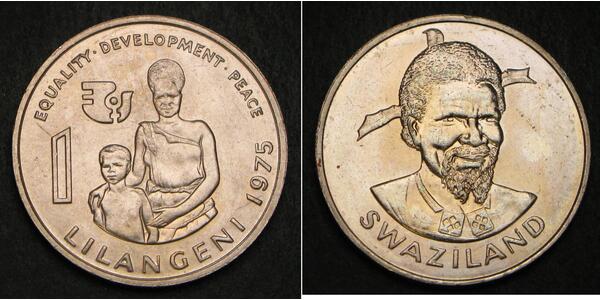 EQUALITY · DEVELOPMENT · PEACE
1
LILANGENI 1975
SWAZILAND